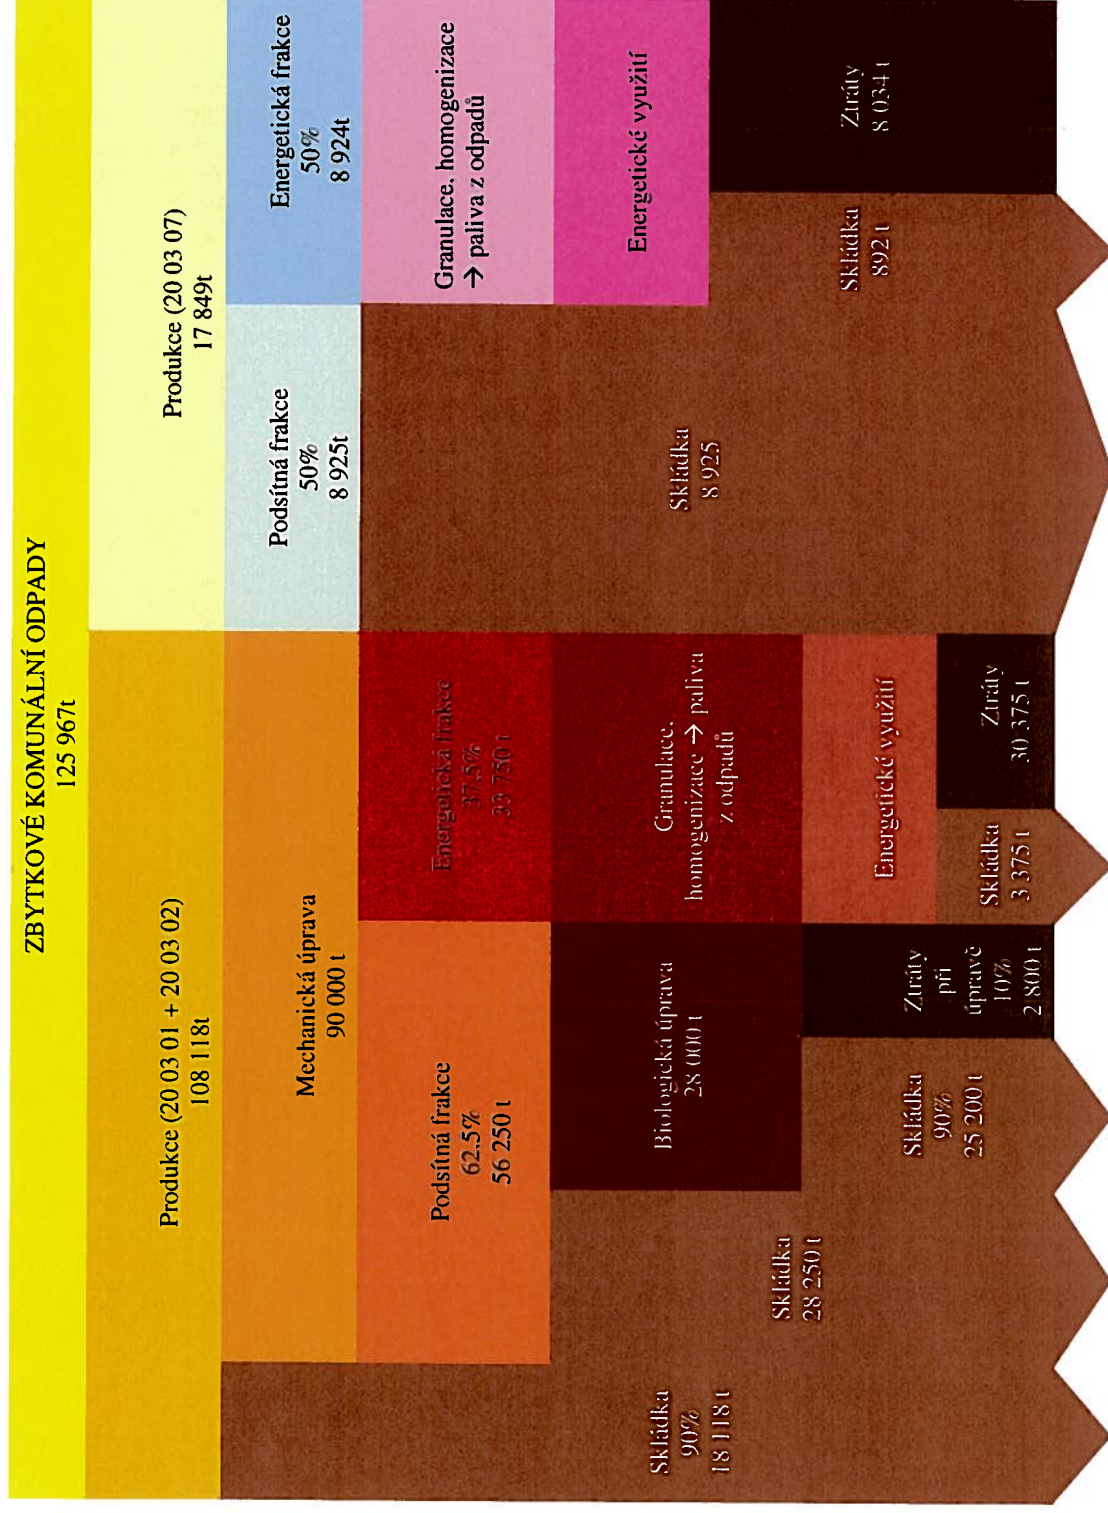 ZBYTKOVÉ KOMUNÁLNÍ ODPADY
125 967t
Produkce (20 03 01 + 20 03 02)
108 118t
Produkce (20 03 07)
17 849t
Mechanická úprava
90 000 t
Podsítná frakce
50%
8 925t
Energetická frakce
50%
8 924t
Podsítná frakce
62.5%
56 250 t
Energetická frakce
37,5%
33 750 t
Granulace. homogenizace
→ paliva z odpadů
Skládka
90%
18 118 t
Biologická úprava
28 000 t
Granulace.
homogenizace → paliva
z odpadů
Skládka
8 925
Energetické využití
Skládka
28 250 t
Skládka
90%
25 200 t
Ztráty
při
úpravě
10%
2 800 t
Energetické využití
Skládka
3 375 t
Ztráty
30 375 t
Skládka
892 t
Ztráty
8 034 t